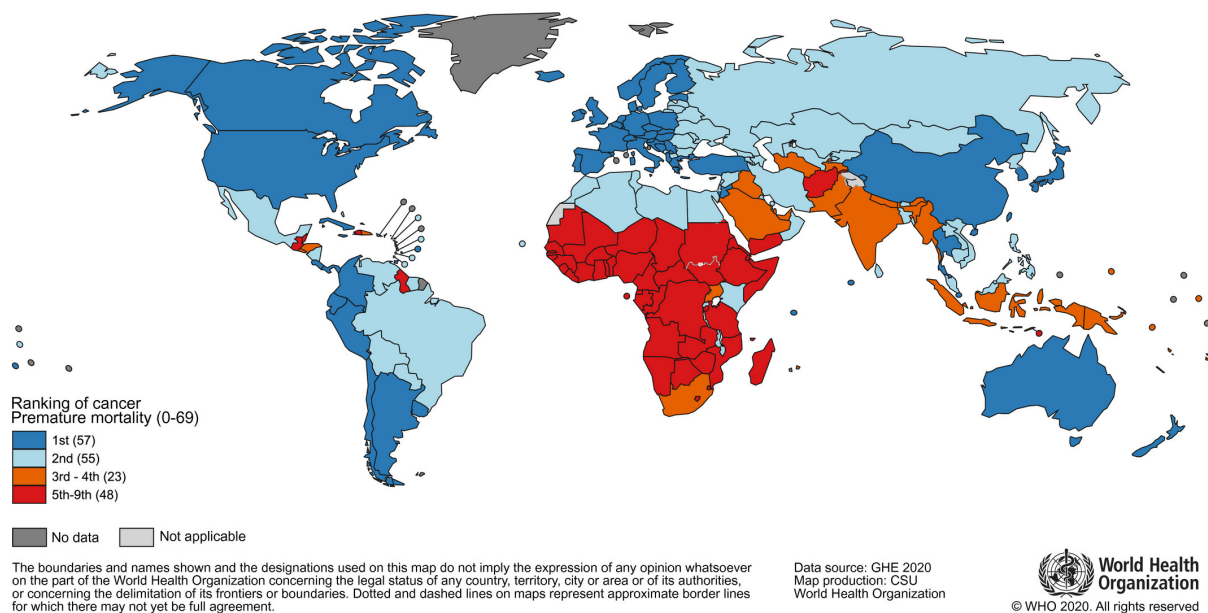 Ranking of cancer
Premature mortality (0-69)
1st (57)
2nd (55)
3rd - 4th (23)
5th-9th (48)
No data
Not applicable
The boundaries and names shown and the designations used on this map do not imply the expression of any opinion whatsoever
on the part of the World Health Organization concerning the legal status of any country, territory, city or area or of its authorities,
or concerning the delimitation of its frontiers or boundaries. Dotted and dashed lines on maps represent approximate border lines
for which there may not yet be full agreement.
Data source: GHE 2020
Map production: CSU
World Health Organization
World Health
Organization
© WHO 2020. All rights reserved